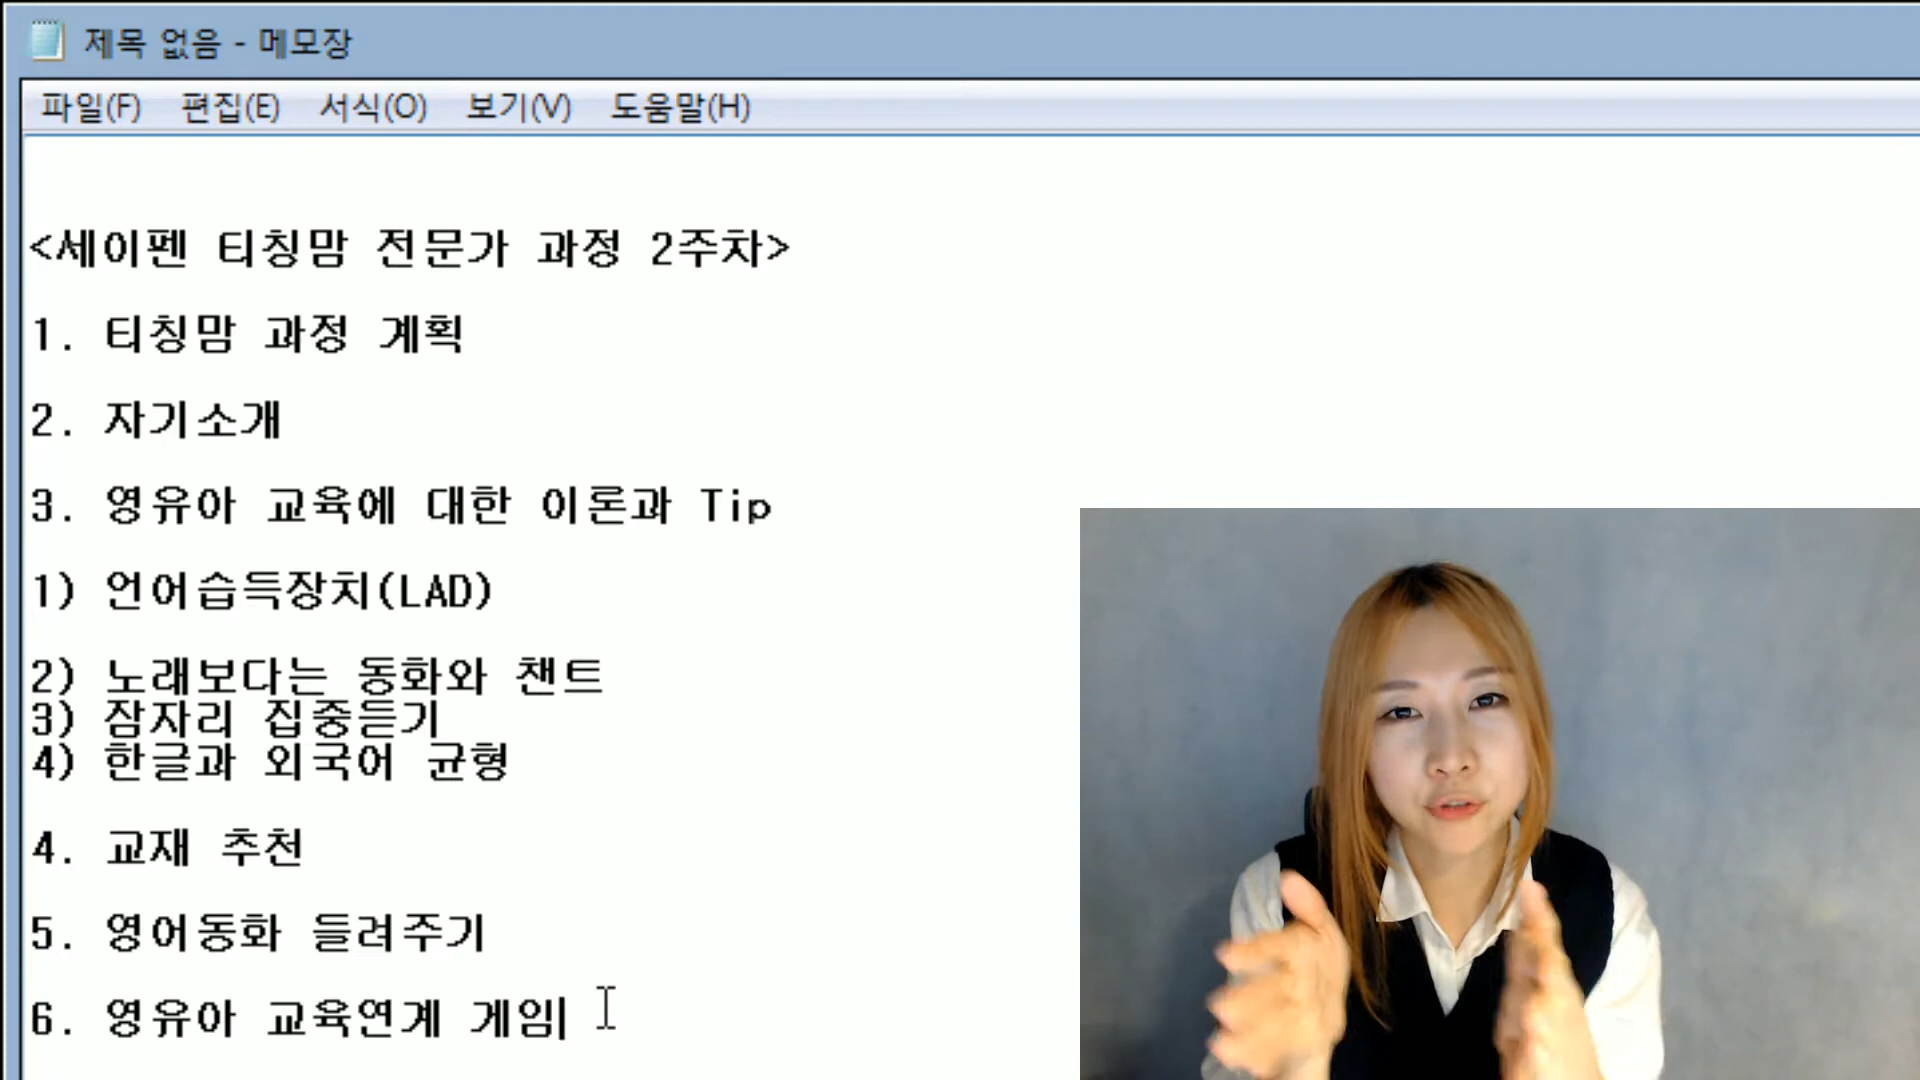 제목 없음 - 메모장
파일(F) 편집(E) 서식(O) 보기(V) 도움말(H)
<세이펜 티칭맘 전문가 과정 2주차>
1. 티칭맘 과정 계획
2. 자기소개
3. 영유아 교육에 대한 이론과 Tip
1) 언어습득장치(LAD)
2) 노래보다는 동화와 챈트
3) 잠자리 집중듣기
4) 한글과 외국어 균형
4. 교재 추천
5. 영어동화 들려주기
6. 영유아 교육연계 게임